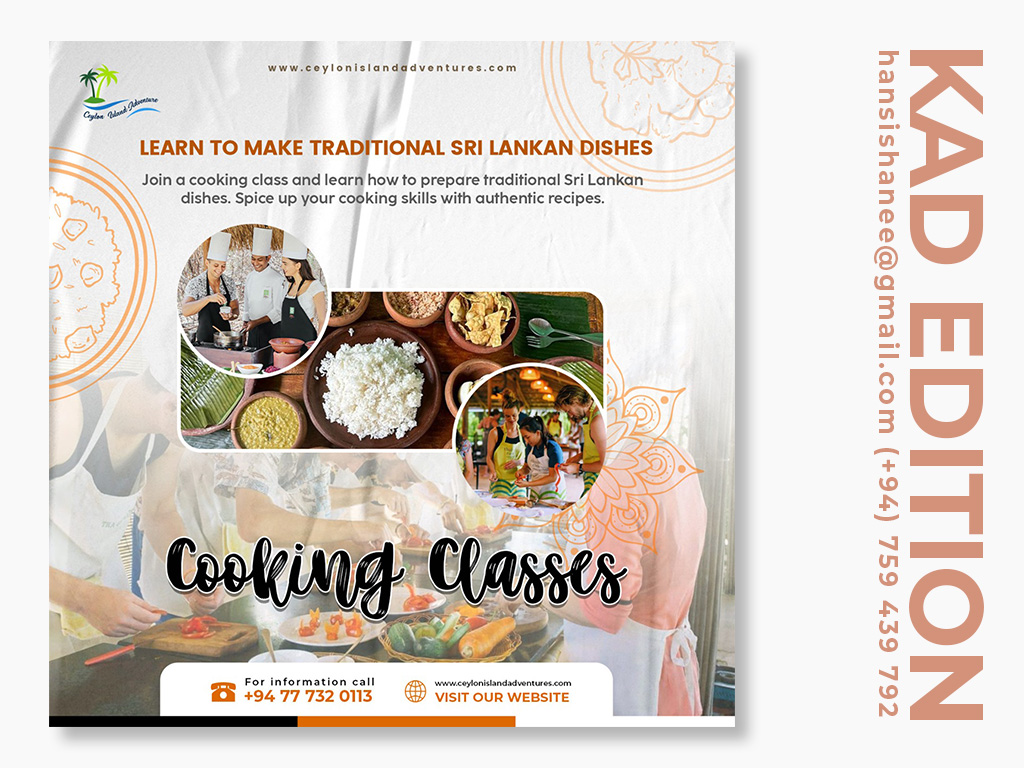 www.ceylonislandadventures.com
Ceylon Island Adventure
LEARN TO MAKE TRADITIONAL SRI LANKAN DISHES
Join a cooking class and learn how to prepare traditional Sri Lankan
dishes. Spice up your cooking skills with authentic recipes.
Cooking Classes
For information call
+94 77 732 0113
www.ceylonislandadventures.com
VISIT OUR WEBSITE
KAD EDITION
hansishanee@gmail.com (+94) 759 439 792